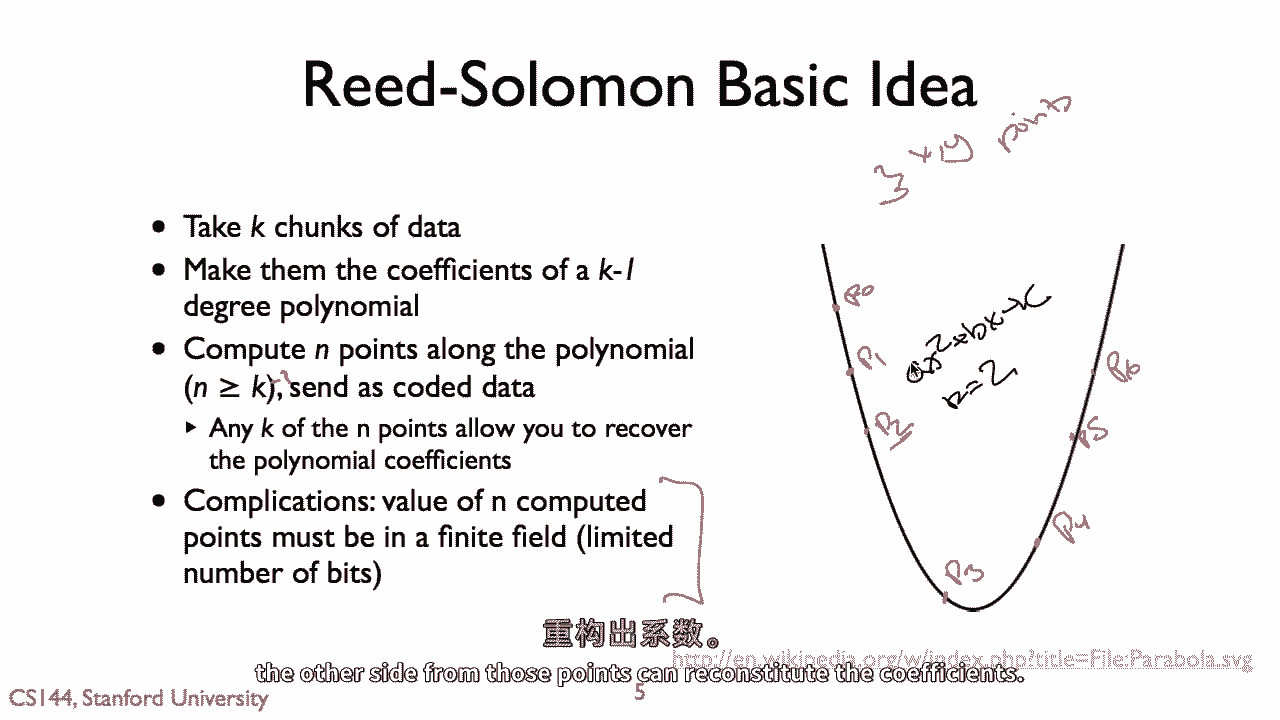 Reed-Solomon Basic Idea
3 x,y points
• Take k chunks of data
• Make them the coefficients of a k-1
degree polynomial
• Compute n points along the polynomial
(n ≥ k), send as coded data
▸ Any k of the n points allow you to recover
the polynomial coefficients
• Complications: value of n computed
points must be in a finite field (limited
number of bits)
P0
P1
P2
P3
P4
P5
P6
ax²+bx+c
k=2
重构出系数。
http://en.wikipedia.org/w/index.php?title=File:Parabola.svg
the other side from those points can reconstitute the coefficients.
CS144, Stanford University
5